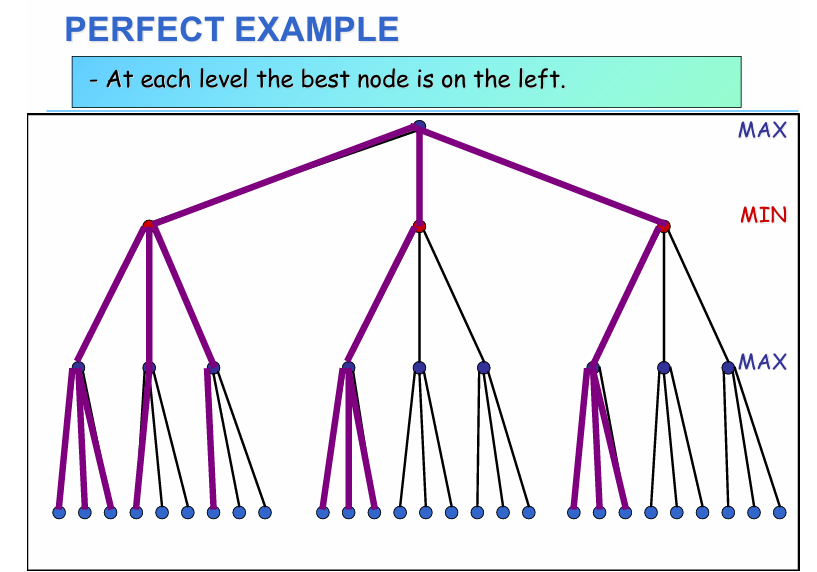 PERFECT EXAMPLE
- At each level the best node is on the left.
MAX
MIN
MAX